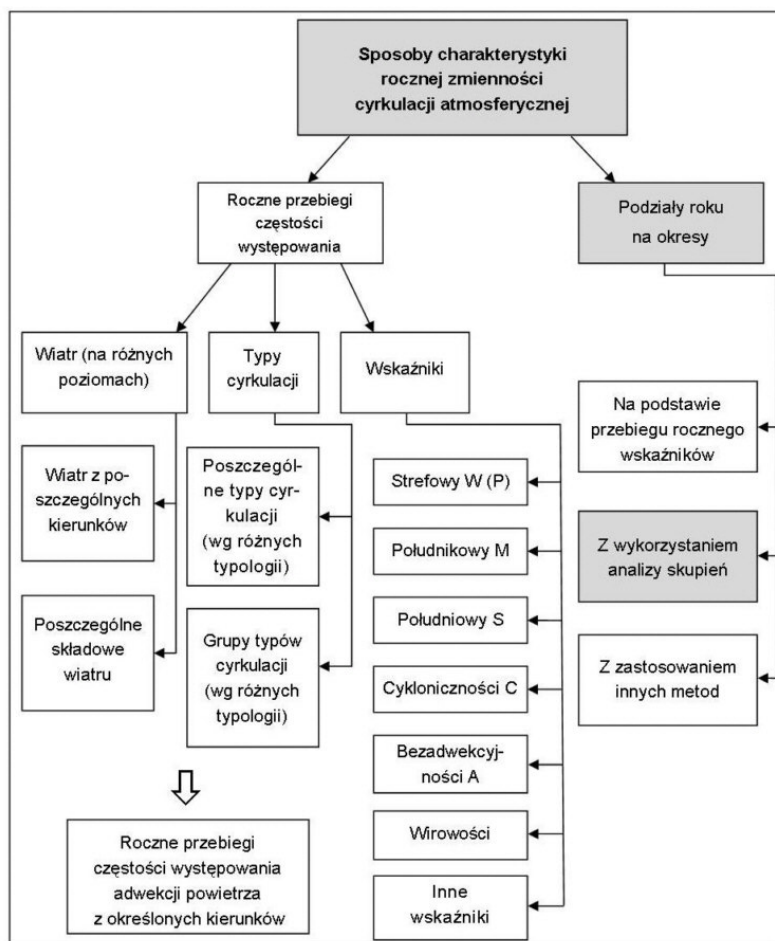 Sposoby charakterystyki
rocznej zmienności
cyrkulacji atmosferycznej
Roczne przebiegi
częstości
występowania
Podziały roku
na okresy
Wiatr (na różnych
poziomach)
Typy
cyrkulacji
Wskaźniki
Wiatr z po-
szczególnych
kierunków
Poszczególne
składowe
wiatru
Poszczegól-
ne typy cyr-
kulacji
(wg różnych
typologii)
Grupy typów
cyrkulacji
(wg różnych
typologii)
Roczne przebiegi
częstości występowania
adwekcji powietrza
z określonych kierunków
Strefowy W (P)
Południkowy M
Południowy S
Cykloniczności C
Bezadwekcyj-
ności A
Wirowości
Inne
wskaźniki
Na podstawie
przebiegu rocznego
wskaźników
Z wykorzystaniem
analizy skupień
Z zastosowaniem
innych metod